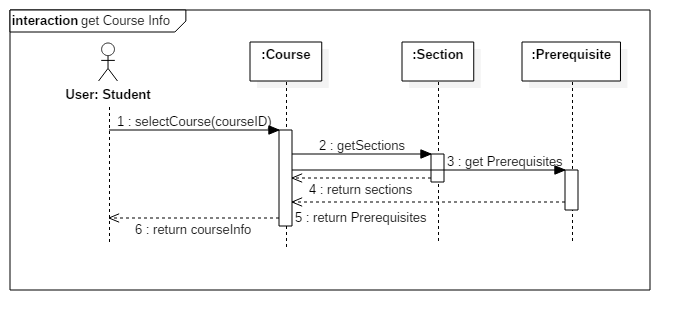 interaction get Course Info
:Course
:Section
:Prerequisite
User: Student
1 : selectCourse(courseID)
2 : getSections
3 : get Prerequisites
4 : return sections
5 : return Prerequisites
6 : return courseInfo